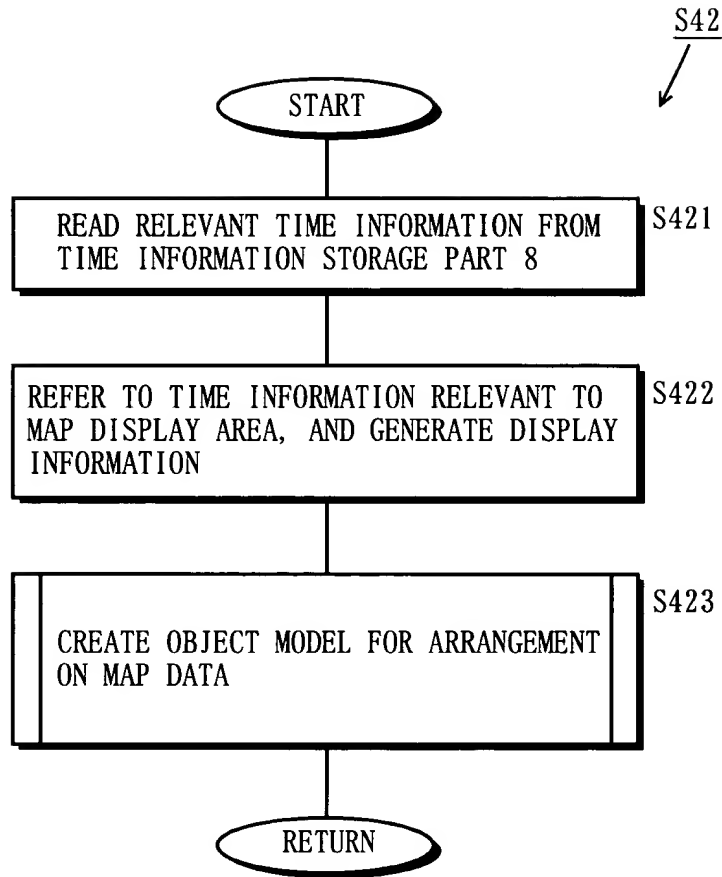 S42
START
READ RELEVANT TIME INFORMATION FROM
TIME INFORMATION STORAGE PART 8
S421
REFER TO TIME INFORMATION RELEVANT TO
MAP DISPLAY AREA, AND GENERATE DISPLAY
INFORMATION
S422
CREATE OBJECT MODEL FOR ARRANGEMENT
ON MAP DATA
S423
RETURN